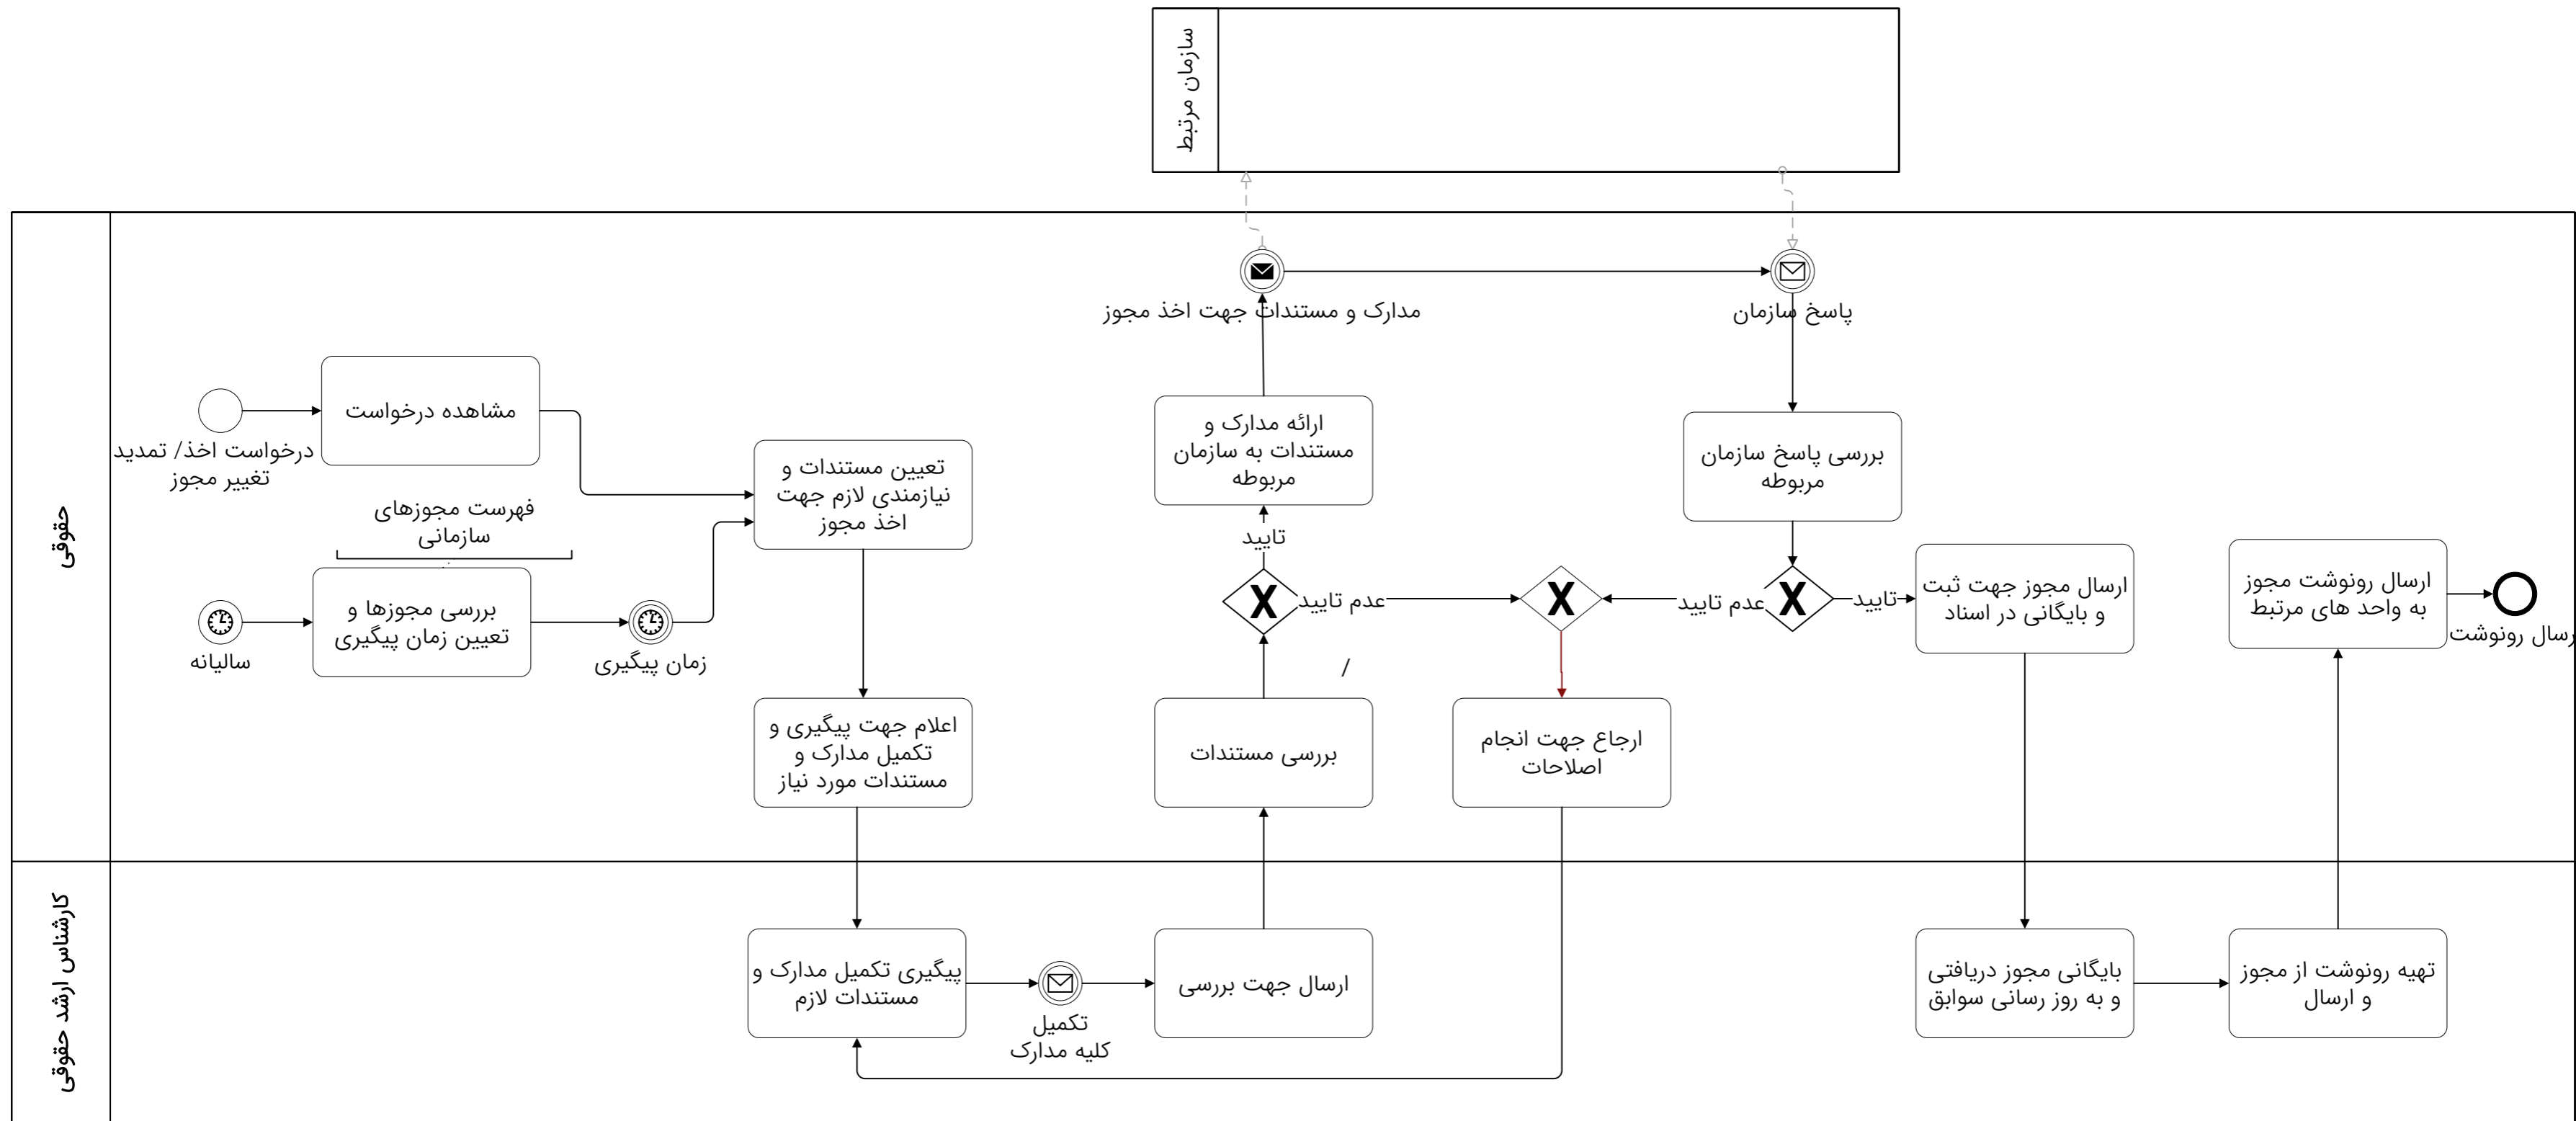 سازمان مرتبط
حقوقی
درخواست اخذ/ تمدید
تغییر مجوز
مشاهده درخواست
فهرست مجوزهای
سازمانی
سالیانه
بررسی مجوزها و
تعیین زمان پیگیری
زمان پیگیری
تعیین مستندات و
نیازمندی لازم جهت
اخذ مجوز
اعلام جهت پیگیری و
تکمیل مدارک و
مستندات مورد نیاز
مدارک و مستندات جهت اخذ مجوز
ارائه مدارک و
مستندات به سازمان
مربوطه
تایید
عدم تایید
/
بررسی مستندات
ارجاع جهت انجام
اصلاحات
پاسخ سازمان
بررسی پاسخ سازمان
مربوطه
عدم تایید
تایید
ارسال مجوز جهت ثبت
و بایگانی در اسناد
ارسال رونوشت مجوز
به واحد های مرتبط
رسال رونوشت
کارشناس ارشد حقوقی
پیگیری تکمیل مدارک و
مستندات لازم
تکمیل
کلیه مدارک
ارسال جهت بررسی
بایگانی مجوز دریافتی
و به روز رسانی سوابق
تهیه رونوشت از مجوز
و ارسال